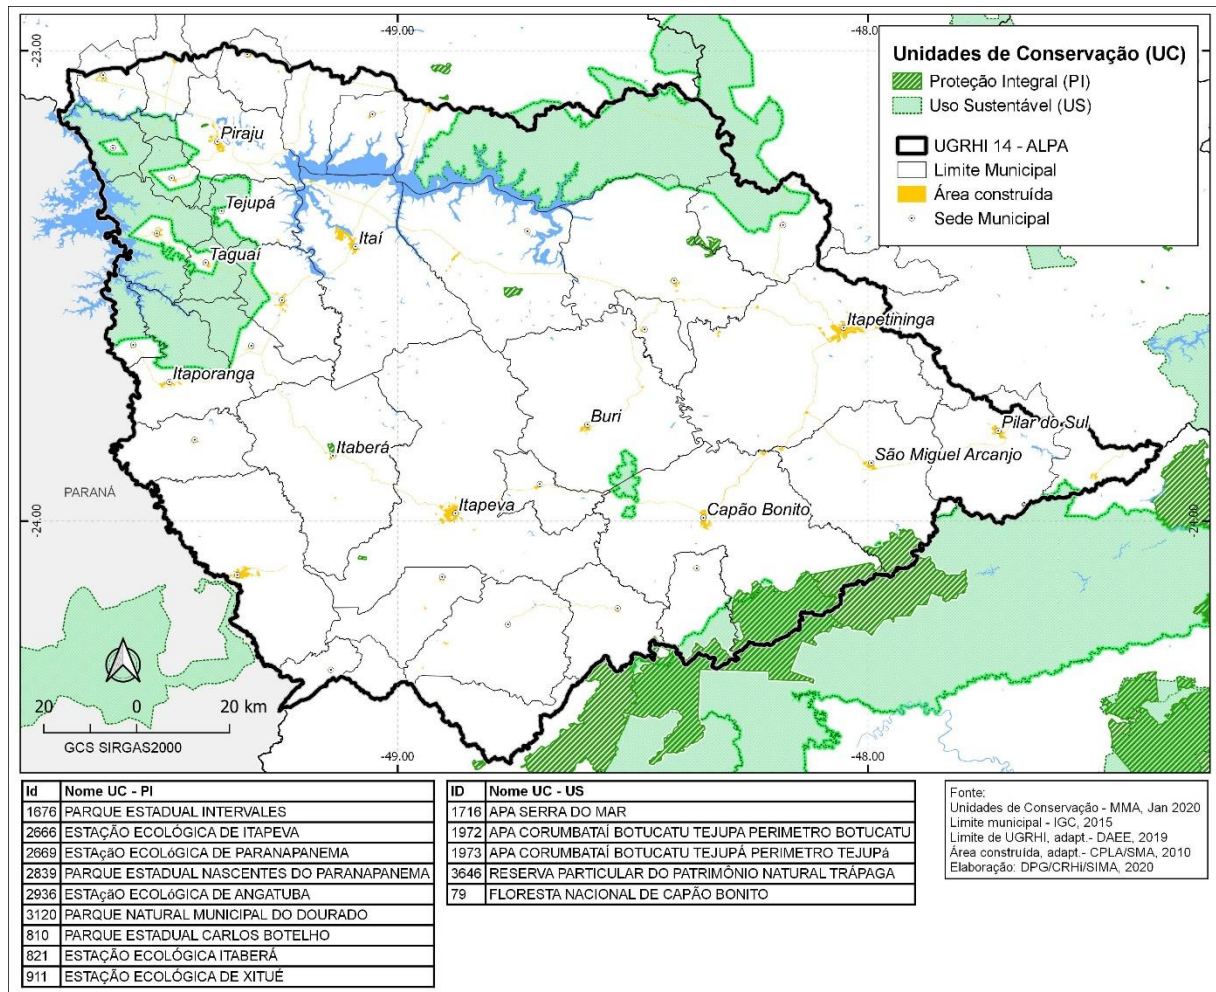 -49.00
-48.00
-23.00
Unidades de Conservação (UC)
Proteção Integral (PI)
Uso Sustentável (US)
UGRHI 14 - ALPA
Limite Municipal
Área construída
Sede Municipal
Piraju
Tejupá
Itaí
Taguaí
Itapetininga
Itaporanga
Buri
Pilar do Sul
Itaberá
São Miguel Arcanjo
PARANÁ
Itapeva
Capão Bonito
-24.00
-24.00
20 0 20 km
GCS SIRGAS2000
-49.00
-48.00
Id Nome UC - PI
1676 PARQUE ESTADUAL INTERVALES
2666 ESTAÇÃO ECOLÓGICA DE ITAPEVA
2669 ESTAçãO ECOLóGICA DE PARANAPANEMA
2839 PARQUE ESTADUAL NASCENTES DO PARANAPANEMA
2936 ESTAçãO ECOLóGICA DE ANGATUBA
3120 PARQUE NATURAL MUNICIPAL DO DOURADO
810 PARQUE ESTADUAL CARLOS BOTELHO
821 ESTAÇÃO ECOLÓGICA ITABERÁ
911 ESTAÇÃO ECOLÓGICA DE XITUÉ
ID Nome UC - US
1716 APA SERRA DO MAR
1972 APA CORUMBATAÍ BOTUCATU TEJUPA PERIMETRO BOTUCATU
1973 APA CORUMBATAÍ BOTUCATU TEJUPÁ PERIMETRO TEJUPá
3646 RESERVA PARTICULAR DO PATRIMÔNIO NATURAL TRÁPAGA
79 FLORESTA NACIONAL DE CAPÃO BONITO
Fonte:
Unidades de Conservação - MMA, Jan 2020
Limite municipal - IGC, 2015
Limite de UGRHI, adapt.- DAEE, 2019
Área construída, adapt.- CPLA/SMA, 2010
Elaboração: DPG/CRHi/SIMA, 2020